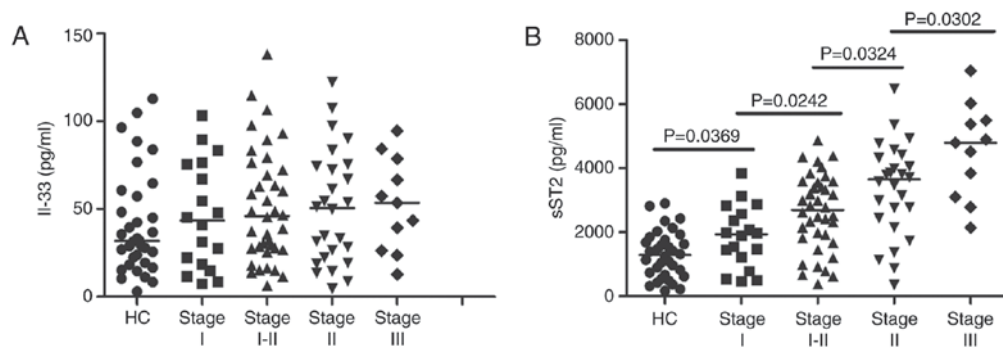 A
Il-33 (pg/ml)
150
100
50
0
HC
Stage
I
Stage
I-II
Stage
II
Stage
III
B
sST2 (pg/ml)
8000
6000
4000
2000
0
P=0.0369
P=0.0242
P=0.0324
P=0.0302
HC
Stage
I
Stage
I-II
Stage
II
Stage
III